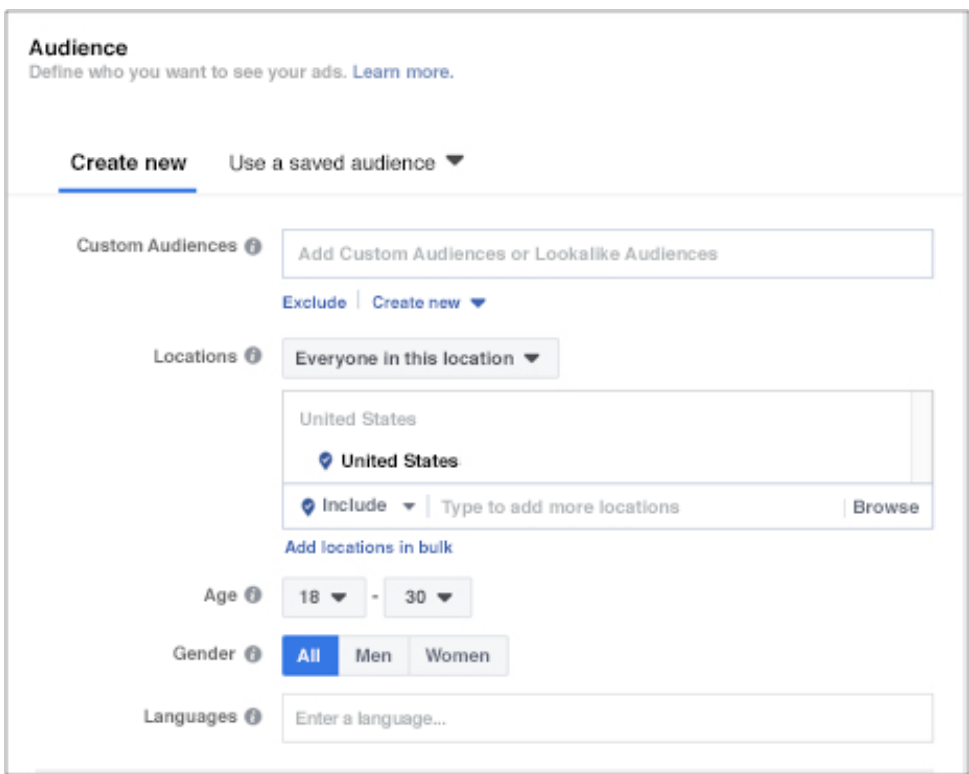 Audience
Define who you want to see your ads. Learn more.
Create new Use a saved audience
Custom Audiences Add Custom Audiences or Lookalike Audiences
Exclude Create new
Locations Everyone in this location
United States
United States
Include Type to add more locations Browse
Add locations in bulk
Age 18 - 30
Gender All Men Women
Languages Enter a language...